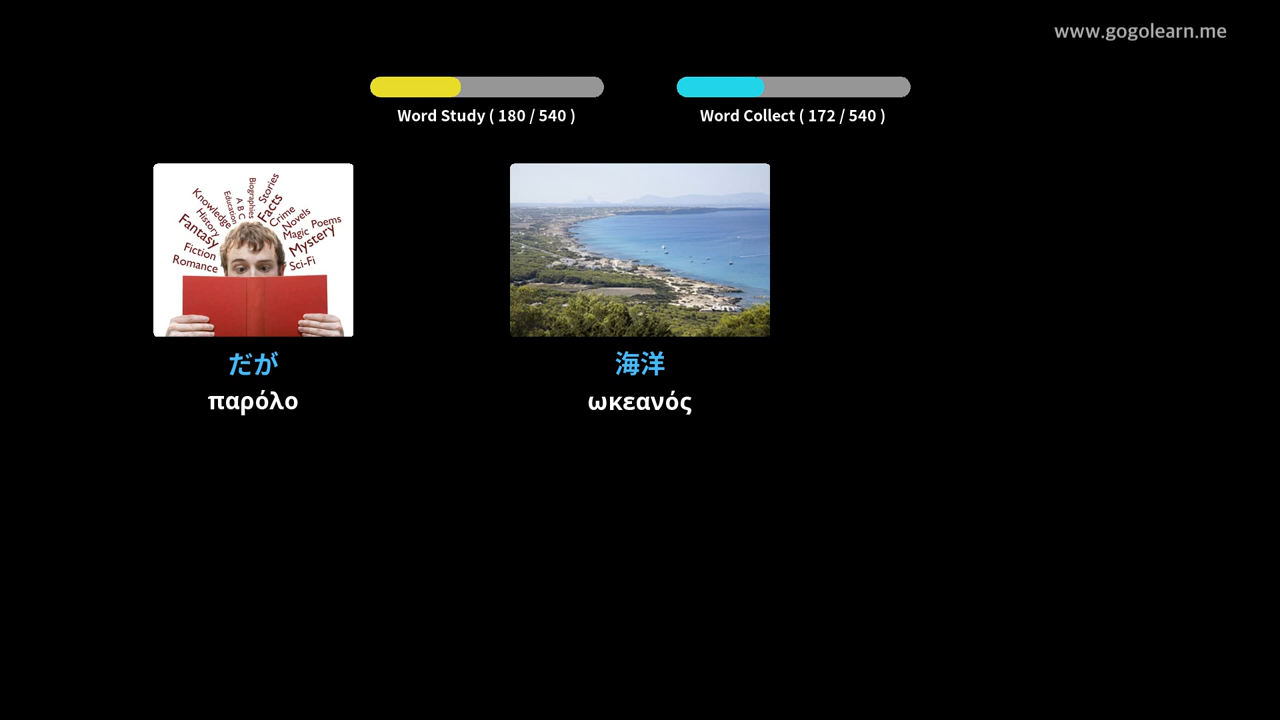 www.gogolearn.me
Word Study ( 180 / 540 )
Word Collect ( 172 / 540 )
Knowledge
History
Fantasy
Fiction
Romance
Education
A B C
Biographies
Stories
Facts
Crime
Novels
Magic
Poems
Mystery
Sci-Fi
だが
παρόλο
海洋
ωκεανός